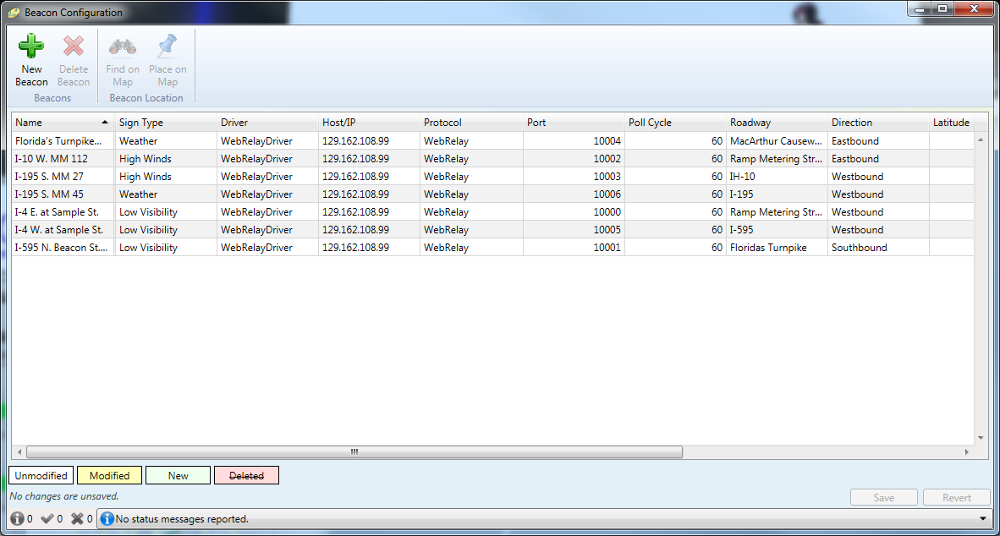 Beacon Configuration
New Beacon
Delete Beacon
Find on Map
Place on Map
Beacons
Beacon Location
Name Sign Type Driver Host/IP Protocol Port Poll Cycle Roadway Direction Latitude
Florida's Turnpike... Weather WebRelayDriver 129.162.108.99 WebRelay 10004 60 MacArthur Causew... Eastbound
I-10 W. MM 112 High Winds WebRelayDriver 129.162.108.99 WebRelay 10002 60 Ramp Metering Str... Eastbound
I-195 S. MM 27 High Winds WebRelayDriver 129.162.108.99 WebRelay 10003 60 IH-10 Westbound
I-195 S. MM 45 Weather WebRelayDriver 129.162.108.99 WebRelay 10006 60 I-195 Westbound
I-4 E. at Sample St. Low Visibility WebRelayDriver 129.162.108.99 WebRelay 10000 60 Ramp Metering Str... Westbound
I-4 W. at Sample St. Low Visibility WebRelayDriver 129.162.108.99 WebRelay 10005 60 I-595 Westbound
I-595 N. Beacon St.... Low Visibility WebRelayDriver 129.162.108.99 WebRelay 10001 60 Floridas Turnpike Southbound
Unmodified Modified New Deleted
No changes are unsaved.
Save Revert
0 0 0 No status messages reported.